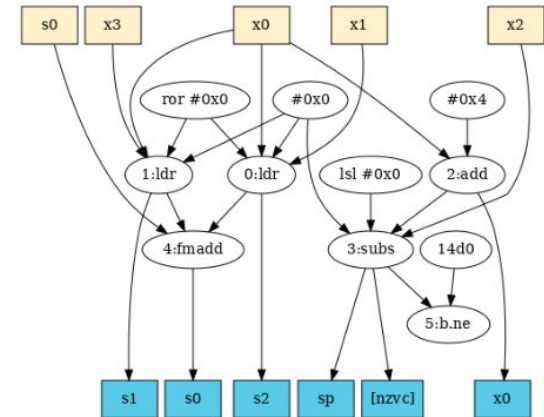 s0 x3 x0 x1 x2
ror #0x0 #0x0 #0x4
1:ldr 0:ldr lsl #0x0 2:add
4:fmadd 3:subs 14d0
5:b.ne
s1 s0 s2 sp [nzvc] x0